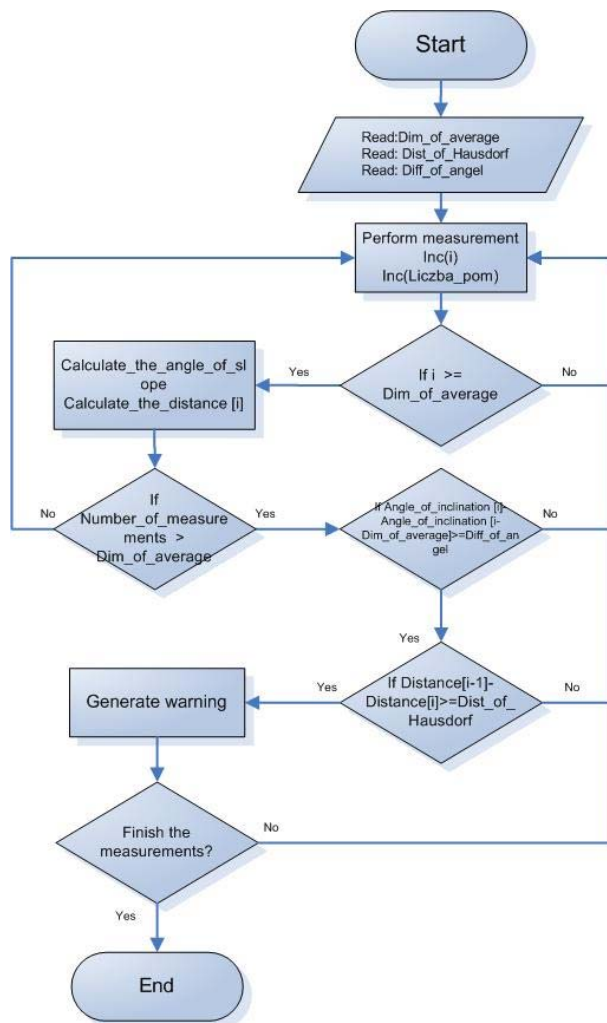 Start
Read:Dim_of_average
Read: Dist_of_Hausdorf
Read: Diff_of_angel
Perform measurement
Inc(i)
Inc(Liczba_pom)
If i >=
Dim_of_average
Yes
No
Calculate_the_angle_of_sl
ope
Calculate_the_distance [i]
If
Number_of_measure
ments >
Dim_of_average
No
Yes
If Angle_of_inclination [i]-
Angle_of_inclination [i-
Dim_of_average]>=Diff_of_an
gel
No
Yes
If Distance[i-1]-
Distance[i]>=Dist_of_
Hausdorf
Yes
No
Generate warning
Finish the
measurements?
No
Yes
End